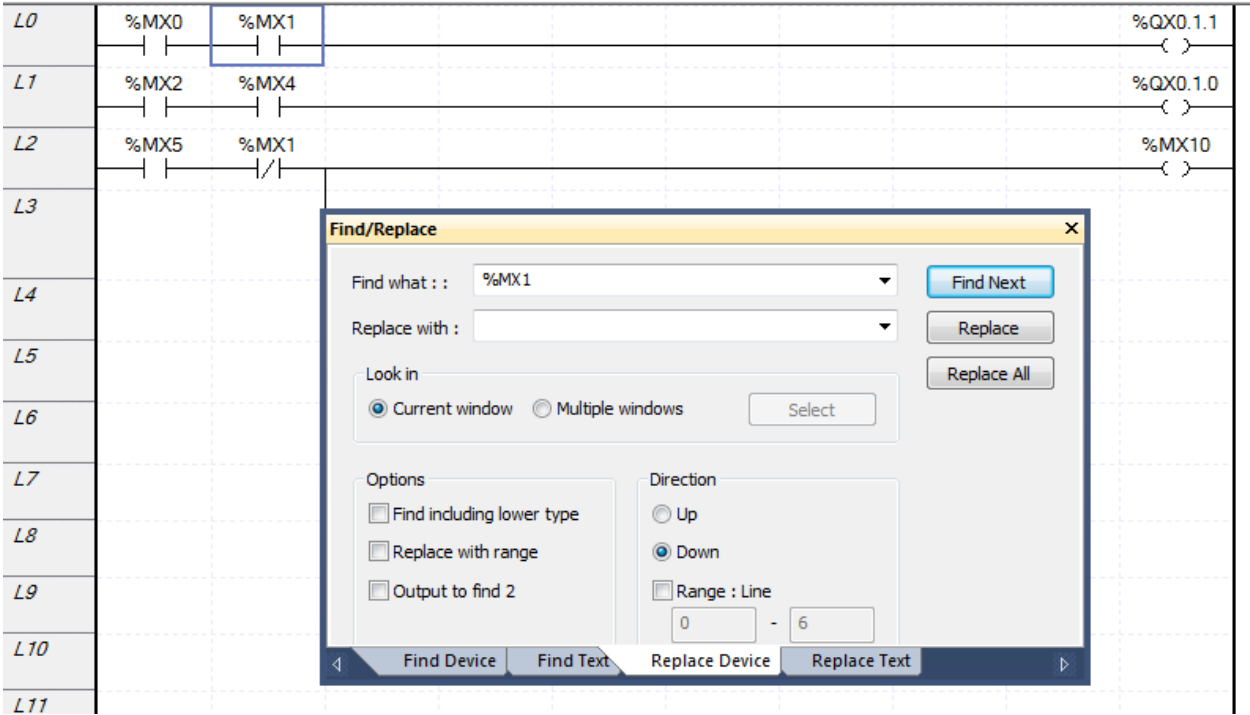 L0 %MX0 %MX1 %QX0.1.1
L1 %MX2 %MX4 %QX0.1.0
L2 %MX5 %MX1 %MX10
L3
L4
L5
L6
L7
L8
L9
L10
L11
Find/Replace
Find what : : %MX1
Find Next
Replace with :
Replace
Replace All
Look in
Current window Multiple windows Select
Options
Find including lower type
Replace with range
Output to find 2
Direction
Up
Down
Range : Line
0 - 6
Find Device Find Text Replace Device Replace Text